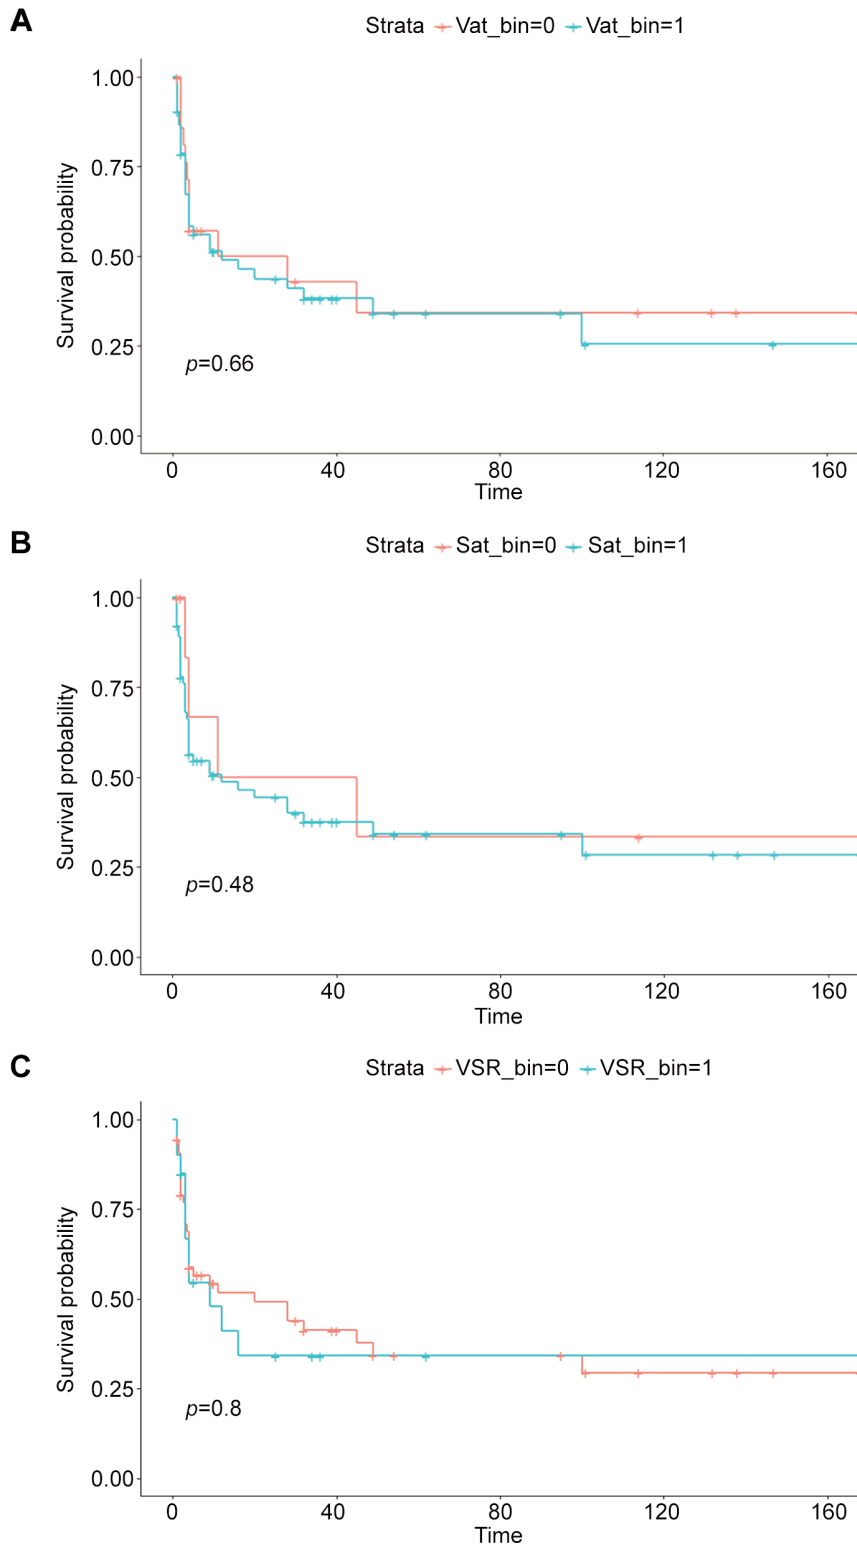 A
Strata Vat_bin=0 Vat_bin=1
Survival probability
1.00
0.75
0.50
0.25
0.00
p=0.66
0 40 80 120 160
Time
B
Strata Sat_bin=0 Sat_bin=1
Survival probability
1.00
0.75
0.50
0.25
0.00
p=0.48
0 40 80 120 160
Time
C
Strata VSR_bin=0 VSR_bin=1
Survival probability
1.00
0.75
0.50
0.25
0.00
p=0.8
0 40 80 120 160
Time